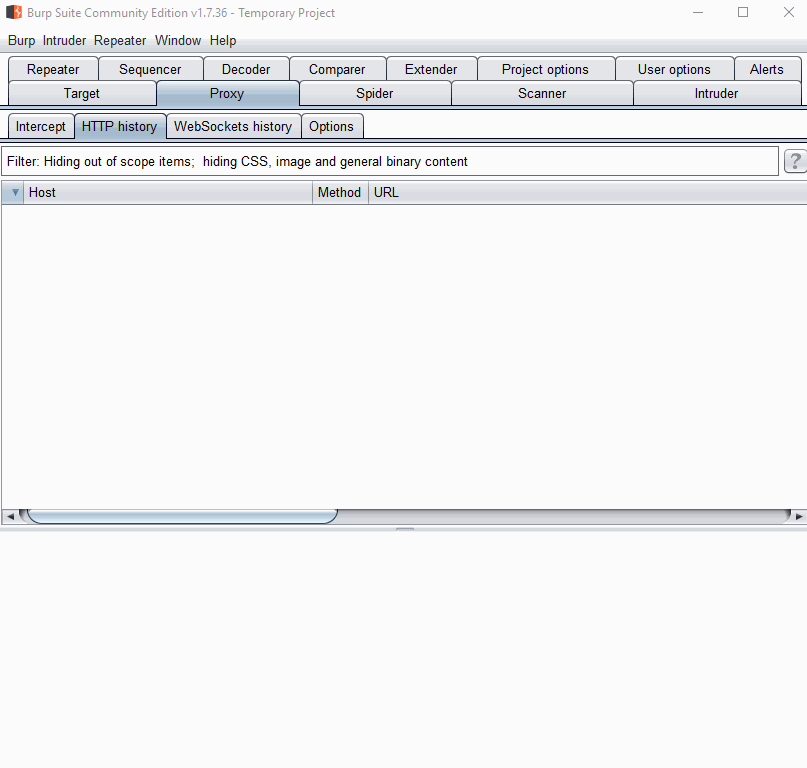 Burp Suite Community Edition v1.7.36 - Temporary Project
Burp Intruder Repeater Window Help
Repeater Sequencer Decoder Comparer Extender Project options User options Alerts
Target Proxy Spider Scanner Intruder
Intercept HTTP history WebSockets history Options
Filter: Hiding out of scope items;  hiding CSS, image and general binary content ?
Host Method URL